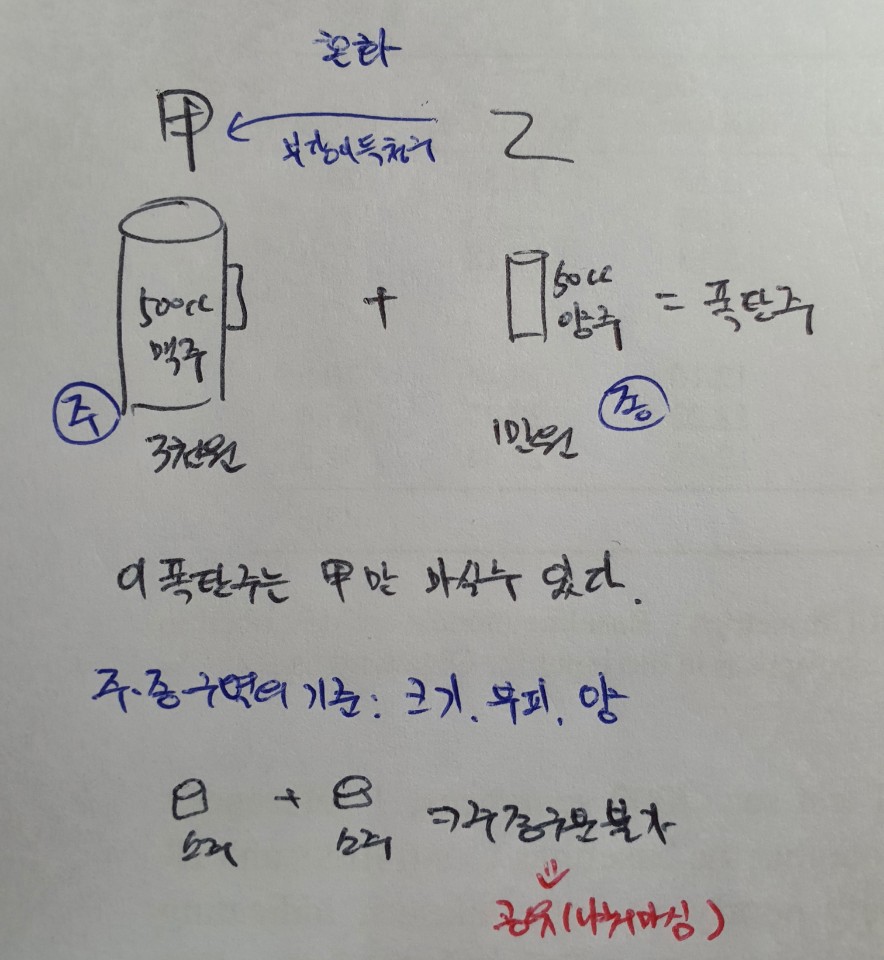 혼화
甲 ← 乙
부당이득청구
500cc 맥주 + 50cc 양주 = 폭탄주
주 종
3천원 1만원
이 폭탄주는 甲만 마실수 있다.
주·종 구별의 기준: 크기, 부피, 양
소주 + 소주 ⇒ 주종구분불가
공유(나눠마심)